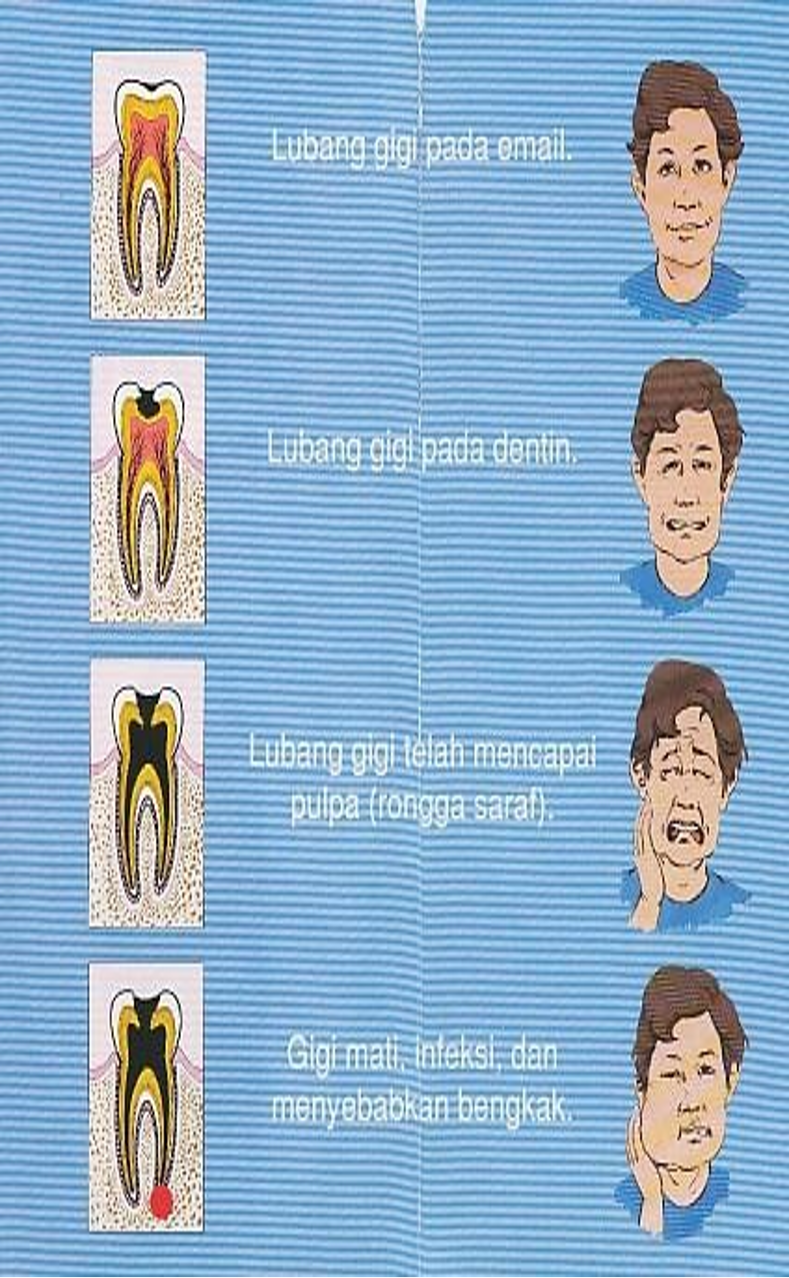 Lubang gigi pada email.
Lubang gigi pada dentin.
Lubang gigi telah mencapai
pulpa (rongga saraf).
Gigi mati, infeksi, dan
menyebabkan bengkak.